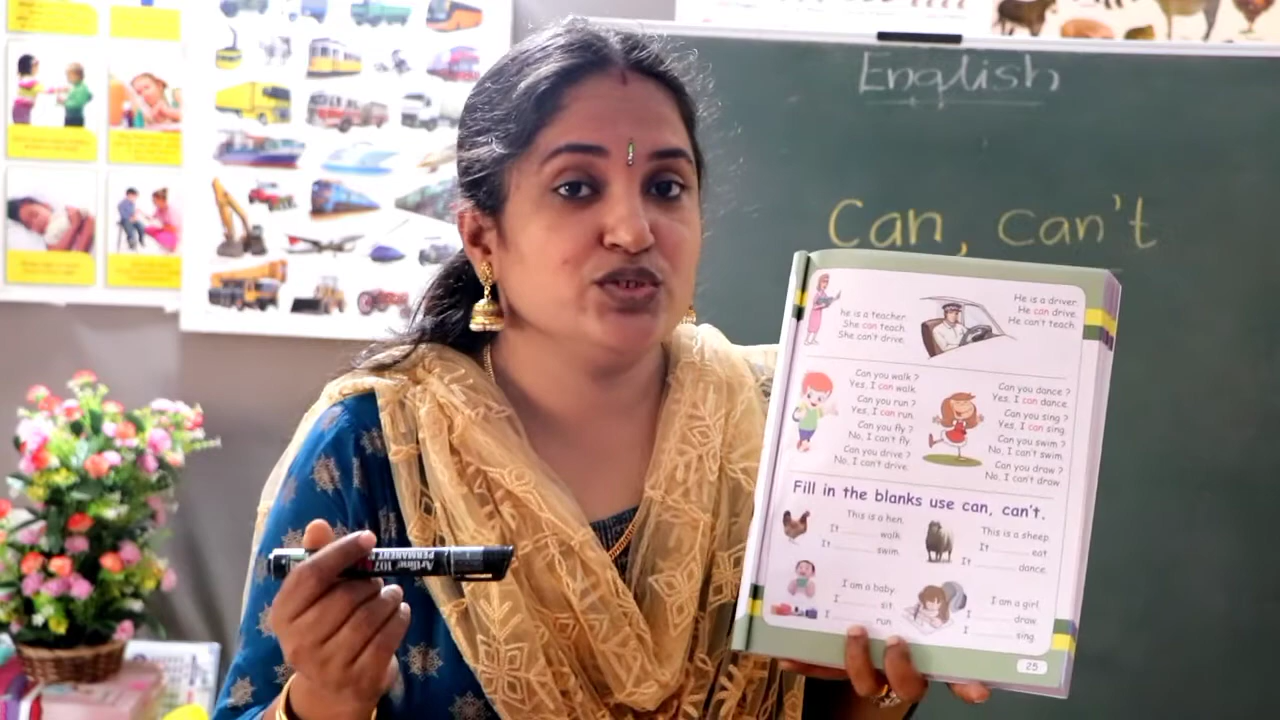 English
Can, can't
he is a teacher.
She can teach.
She can't drive.
He is a driver.
He can drive.
He can't teach.
Can you walk ?
Yes, I can walk.
Can you run ?
Yes, I can run.
Can you fly ?
No, I can't fly.
Can you drive ?
No, I can't drive.
Can you dance ?
Yes, I can dance.
Can you sing ?
Yes, I can sing.
Can you swim ?
No, I can't swim.
Can you draw ?
No, I can't draw
Fill in the blanks use can, can't.
This is a hen.
It ............ walk.
It ............ swim.
This is a sheep.
It ............ eat
It ............ dance.
I am a baby.
I ............ sit.
I ............ run.
I am a girl.
I ............ draw.
I ............ sing.
25
Artline 107
PERMANENT